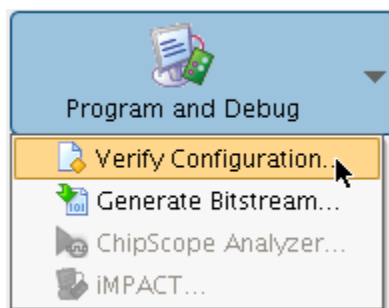 Program and Debug
Verify Configuration...
Generate Bitstream...
ChipScope Analyzer...
iMPACT...